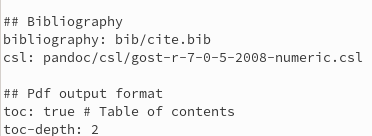 ## Bibliography
bibliography: bib/cite.bib
csl: pandoc/csl/gost-r-7-0-5-2008-numeric.csl
## Pdf output format
toc: true # Table of contents
toc-depth: 2